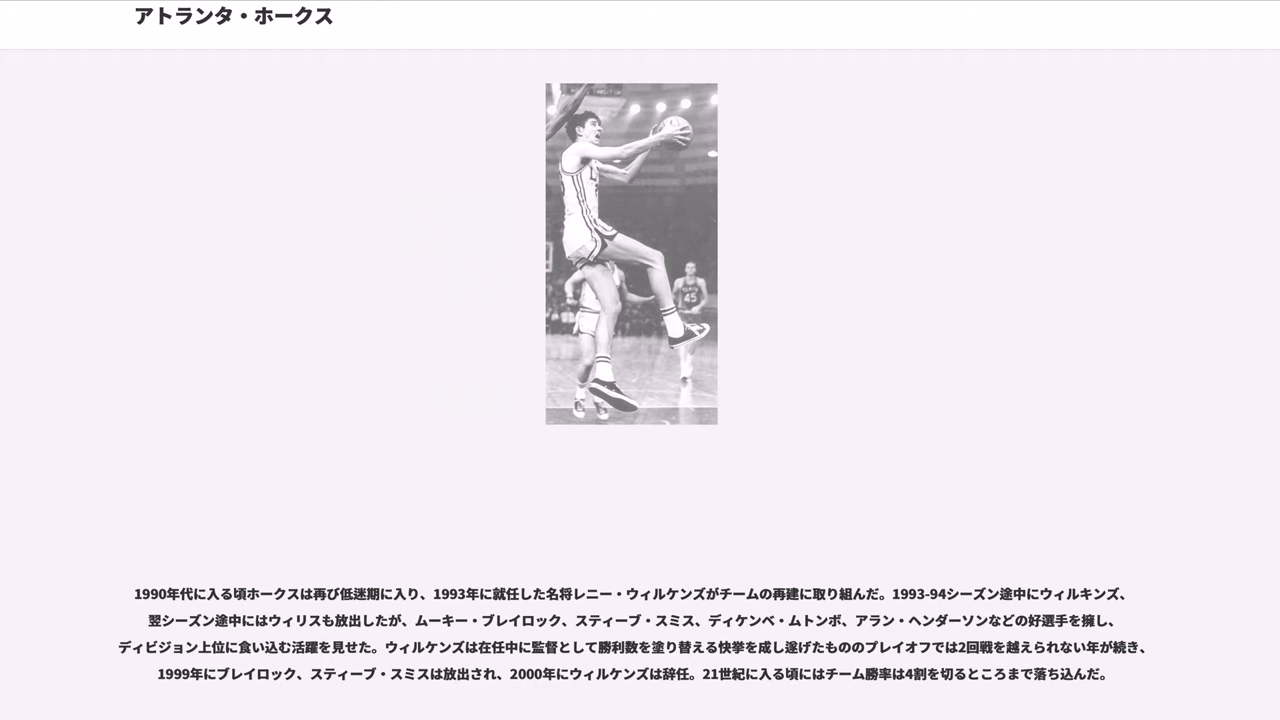 アトランタ・ホークス
45
1990年代に入る頃ホークスは再び低迷期に入り、1993年に就任した名将レニー・ウィルケンズがチームの再建に取り組んだ。1993-94シーズン途中にウィルキンズ、
翌シーズン途中にはウィリスも放出したが、ムーキー・ブレイロック、スティーブ・スミス、ディケンベ・ムトンボ、アラン・ヘンダーソンなどの好選手を擁し、
ディビジョン上位に食い込む活躍を見せた。ウィルケンズは在任中に監督として勝利数を塗り替える快挙を成し遂げたもののプレイオフでは2回戦を越えられない年が続き、
1999年にブレイロック、スティーブ・スミスは放出され、2000年にウィルケンズは辞任。21世紀に入る頃にはチーム勝率は4割を切るところまで落ち込んだ。